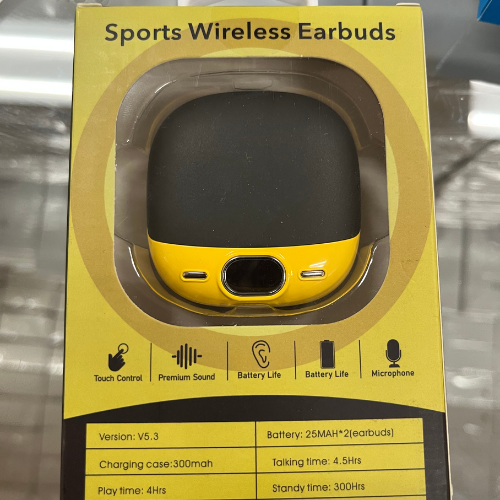 Sports Wireless Earbuds
Touch Control
Premium Sound
Battery Life
Battery Life
Microphone
Version: V5.3
Battery: 25MAH*2(earbuds)
Charging case:300mah
Talking time: 4.5Hrs
Play time: 4Hrs
Standy time: 300Hrs